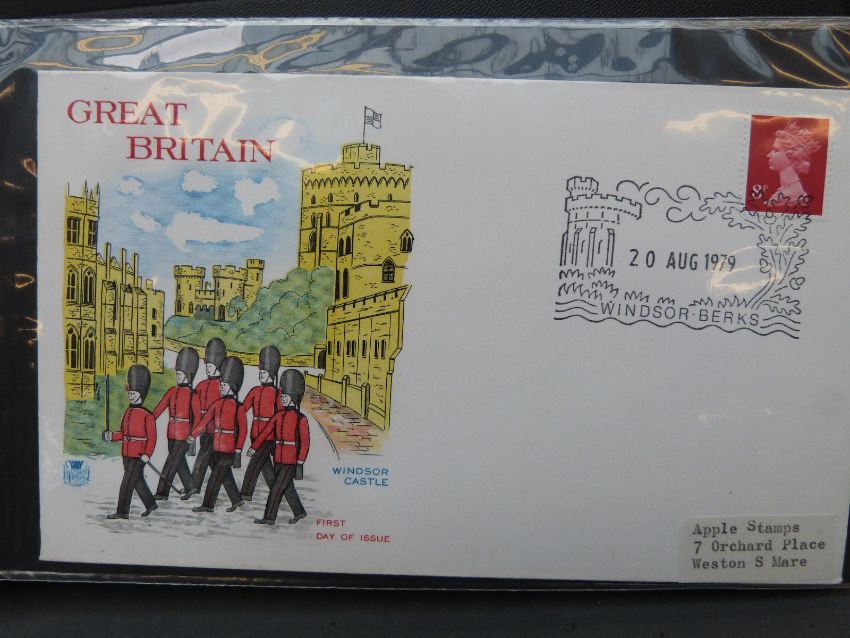 GREAT
BRITAIN
20 AUG 1979
WINDSOR·BERKS
WINDSOR
CASTLE
FIRST
DAY OF ISSUE
Apple Stamps
7 Orchard Place
Weston S Mare